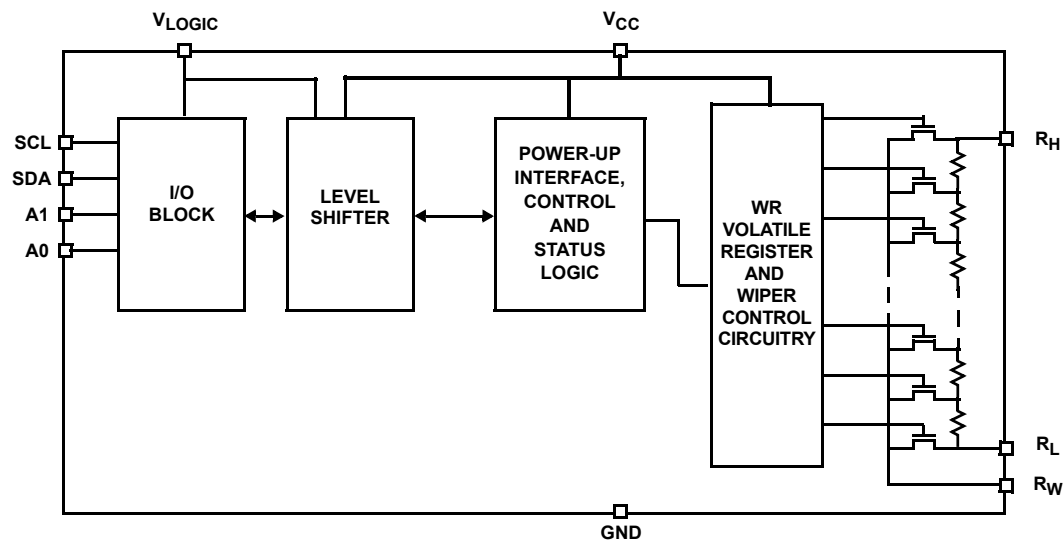 VLOGIC
VCC
SCL
SDA
A1
A0
I/O
BLOCK
LEVEL
SHIFTER
POWER-UP
INTERFACE,
CONTROL
AND
STATUS
LOGIC
WR
VOLATILE
REGISTER
AND
WIPER
CONTROL
CIRCUITRY
RH
RL
RW
GND